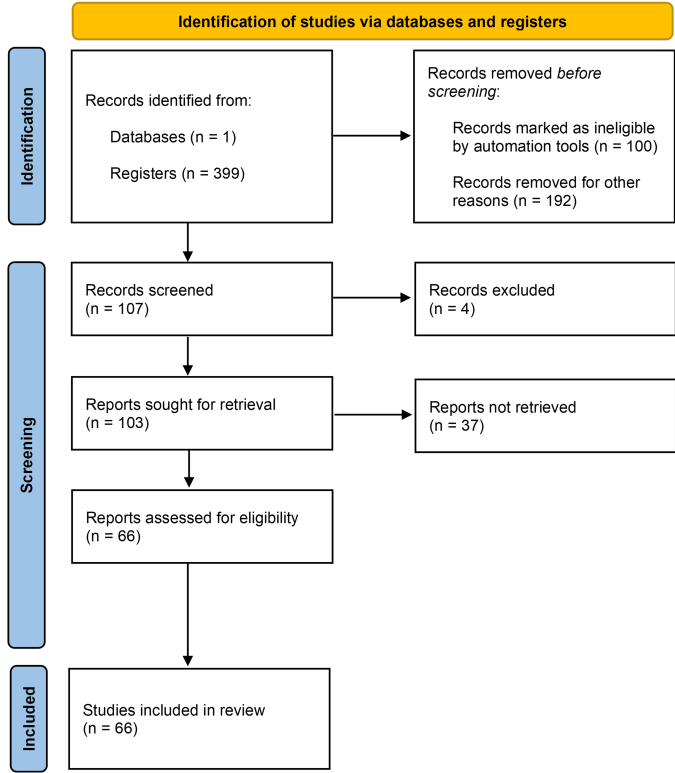 Identification of studies via databases and registers
Identification
Records identified from:
Databases (n = 1)
Registers (n = 399)
Records removed before
screening:
Records marked as ineligible
by automation tools (n = 100)
Records removed for other
reasons (n = 192)
Screening
Records screened
(n = 107)
Records excluded
(n = 4)
Reports sought for retrieval
(n = 103)
Reports not retrieved
(n = 37)
Reports assessed for eligibility
(n = 66)
Included
Studies included in review
(n = 66)